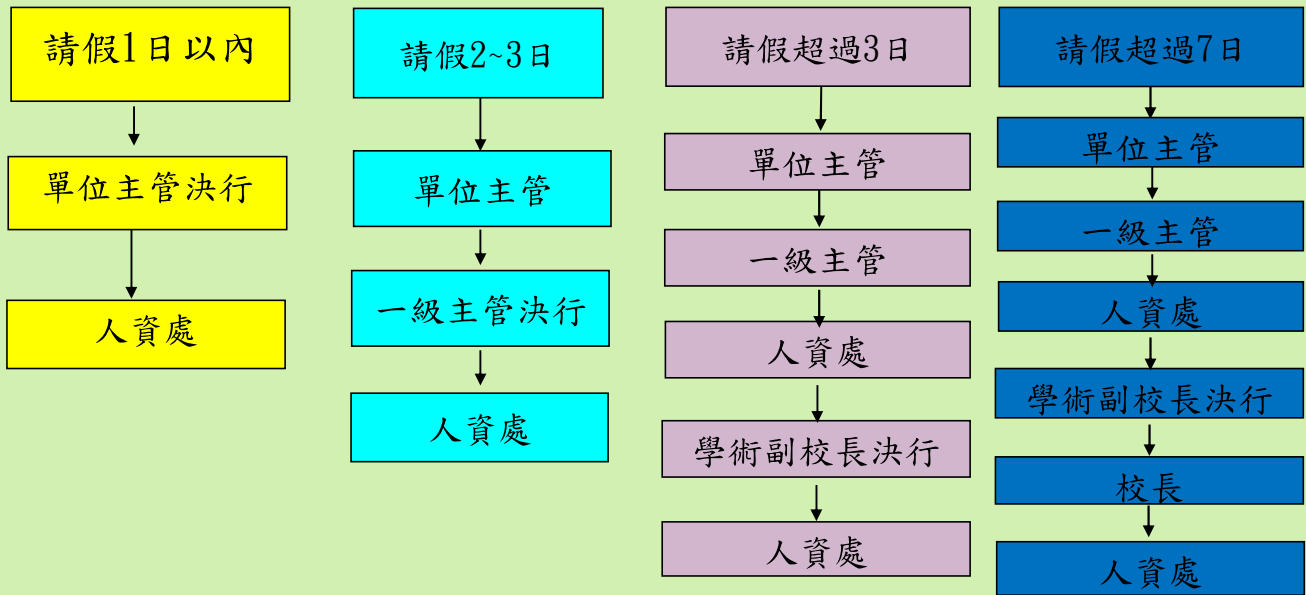 請假1日以內
單位主管決行
人資處
請假2~3日
單位主管
一級主管決行
人資處
請假超過3日
單位主管
一級主管
人資處
學術副校長決行
人資處
請假超過7日
單位主管
一級主管
人資處
學術副校長決行
校長
人資處